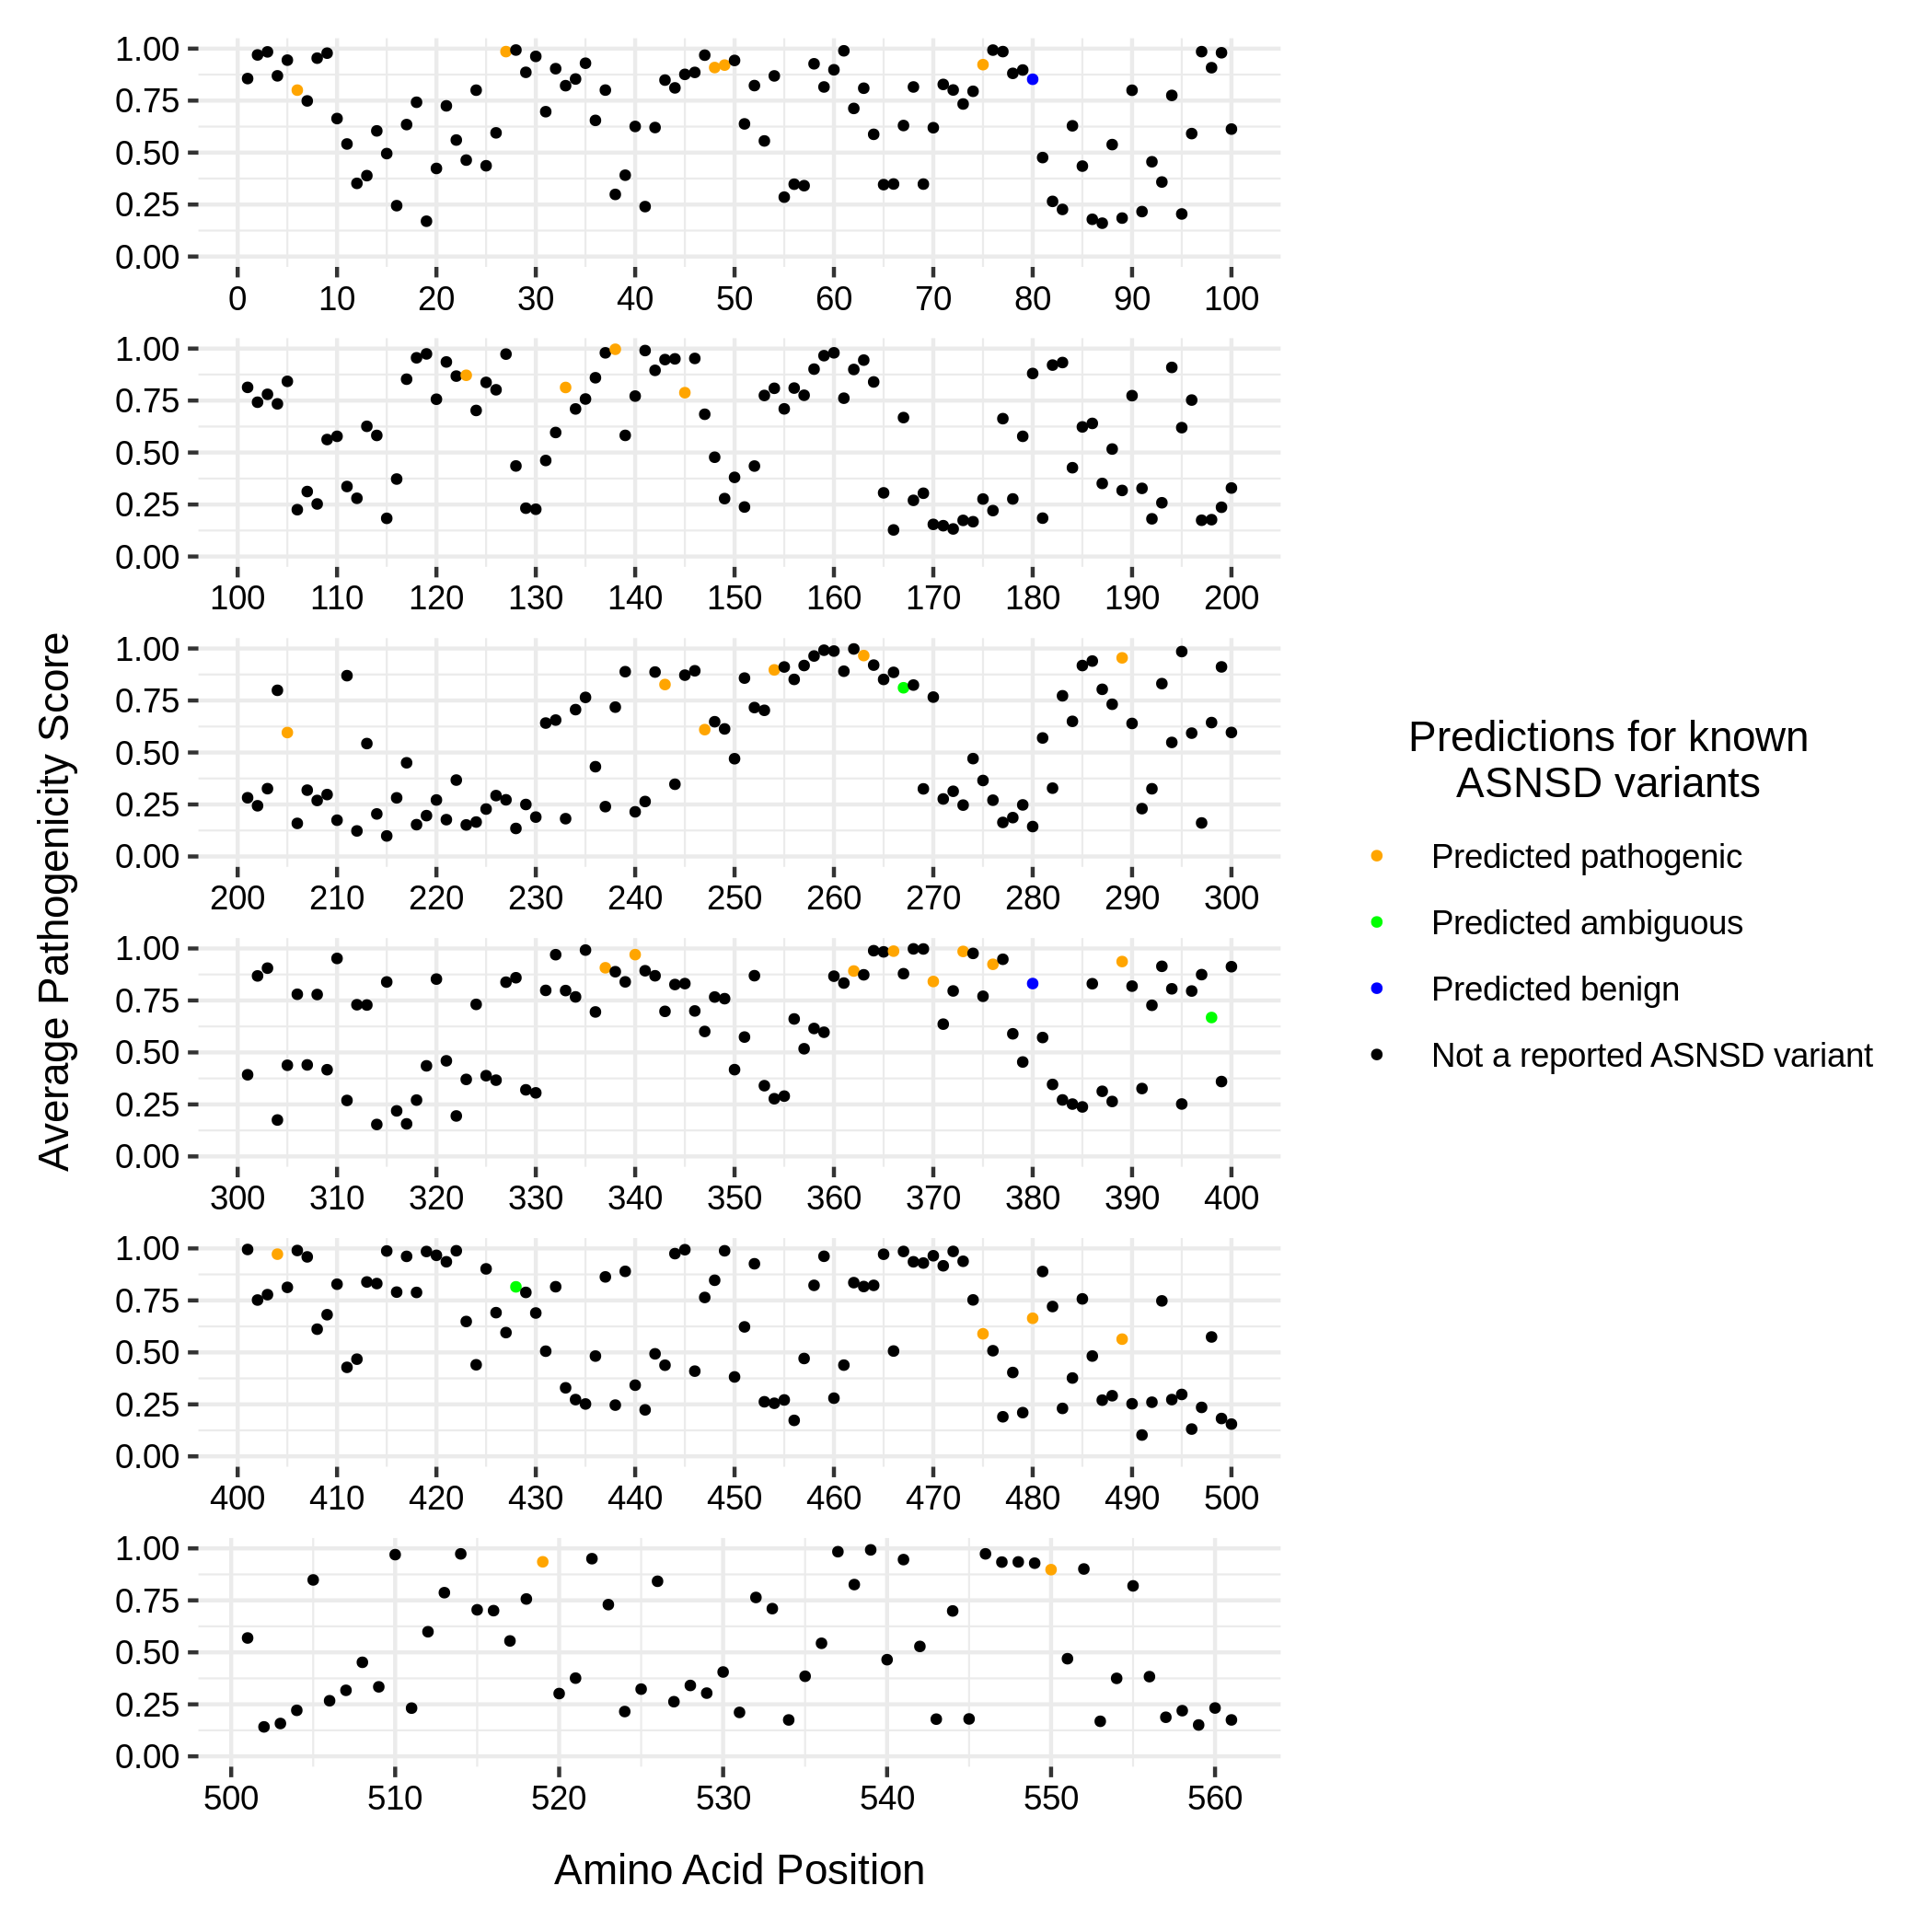 1.00
0.75
0.50
0.25
0.00
0 10 20 30 40 50 60 70 80 90 100
1.00
0.75
0.50
0.25
0.00
100 110 120 130 140 150 160 170 180 190 200
1.00
0.75
0.50
0.25
0.00
200 210 220 230 240 250 260 270 280 290 300
1.00
0.75
0.50
0.25
0.00
300 310 320 330 340 350 360 370 380 390 400
1.00
0.75
0.50
0.25
0.00
400 410 420 430 440 450 460 470 480 490 500
1.00
0.75
0.50
0.25
0.00
500 510 520 530 540 550 560
Average Pathogenicity Score
Amino Acid Position
Predictions for known
ASNSD variants
Predicted pathogenic
Predicted ambiguous
Predicted benign
Not a reported ASNSD variant